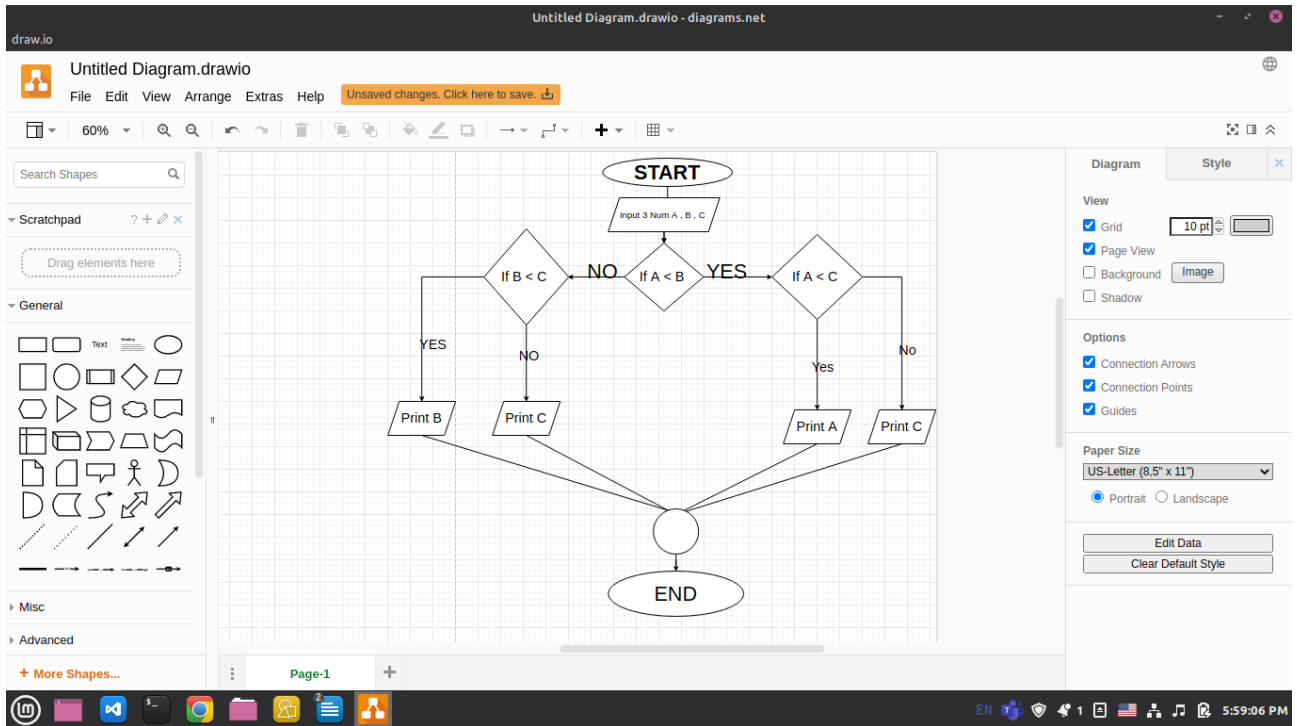 Untitled Diagram.drawio - diagrams.net
draw.io
Untitled Diagram.drawio
File Edit View Arrange Extras Help Unsaved changes. Click here to save.
60%
Search Shapes
Scratchpad ?
Drag elements here
General
Text Heading
Misc
Advanced
+ More Shapes...
START
Input 3 Num A , B , C
If B < C NO If A < B YES If A < C
YES NO Yes No
Print B Print C Print A Print C
END
Page-1
Diagram Style
View
Grid 10 pt
Page View
Background Image
Shadow
Options
Connection Arrows
Connection Points
Guides
Paper Size
US-Letter (8,5" x 11")
Portrait Landscape
Edit Data
Clear Default Style
2 EN 1 5:59:06 PM